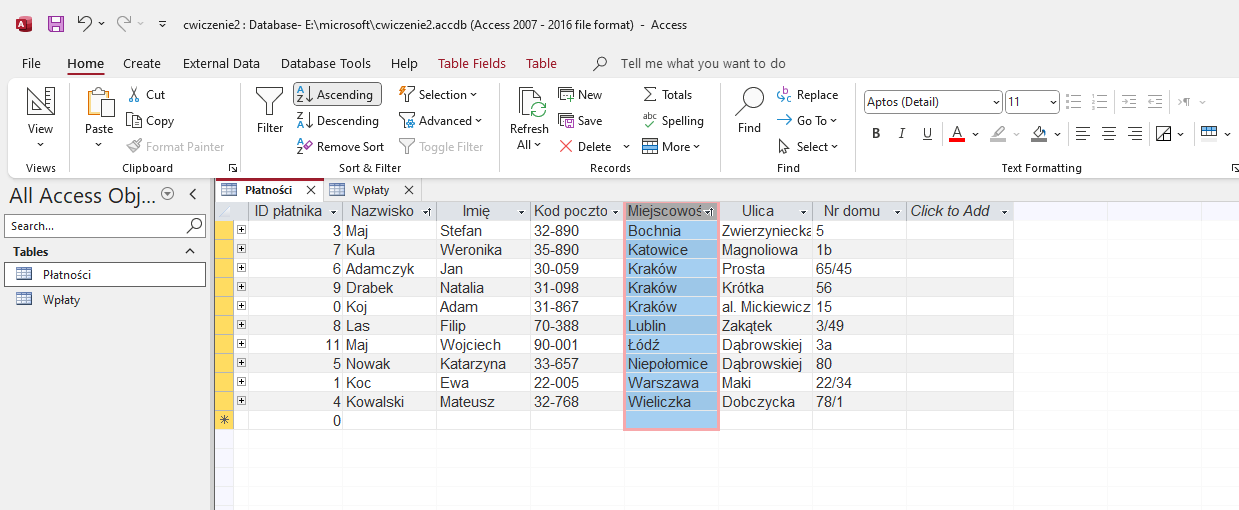 cwiczenie2 : Database- E:\microsoft\cwiczenie2.accdb (Access 2007 - 2016 file format) - Access
File Home Create External Data Database Tools Help Table Fields Table Tell me what you want to do
View
Views
Paste
Cut
Copy
Format Painter
Clipboard
Filter
Ascending
Descending
Remove Sort
Selection
Advanced
Toggle Filter
Sort & Filter
Refresh
All
New
Save
Delete
Totals
Spelling
More
Records
Find
Replace
Go To
Select
Find
Aptos (Detail) 11
B I U A
Text Formatting
All Access Obj...
Search...
Tables
Płatności
Wpłaty
Płatności Wpłaty
ID płatnika Nazwisko Imię Kod poczto Miejscowoś Ulica Nr domu Click to Add
3 Maj Stefan 32-890 Bochnia Zwierzyniecka 5
7 Kula Weronika 35-890 Katowice Magnoliowa 1b
6 Adamczyk Jan 30-059 Kraków Prosta 65/45
9 Drabek Natalia 31-098 Kraków Krótka 56
0 Koj Adam 31-867 Kraków al. Mickiewicz 15
8 Las Filip 70-388 Lublin Zakątek 3/49
11 Maj Wojciech 90-001 Łódź Dąbrowskiej 3a
5 Nowak Katarzyna 33-657 Niepołomice Dąbrowskiej 80
1 Koc Ewa 22-005 Warszawa Maki 22/34
4 Kowalski Mateusz 32-768 Wieliczka Dobczycka 78/1
0